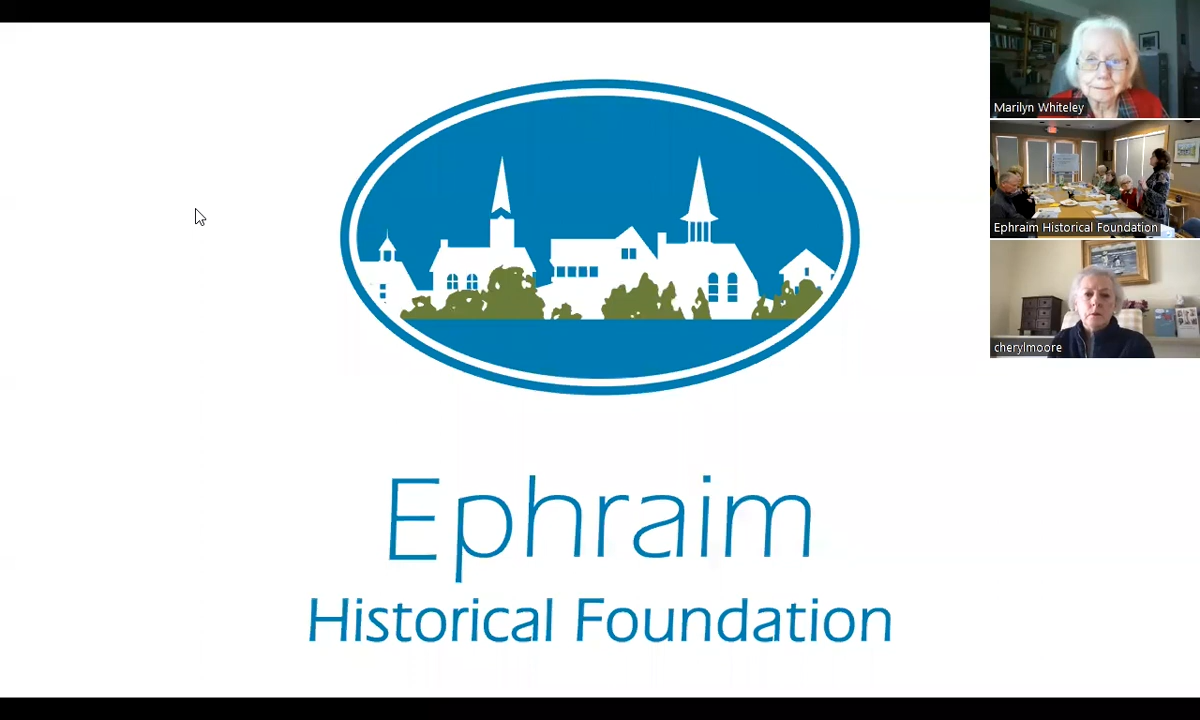 Ephraim
Historical Foundation
Marilyn Whiteley
Ephraim Historical Foundation
cherylmoore